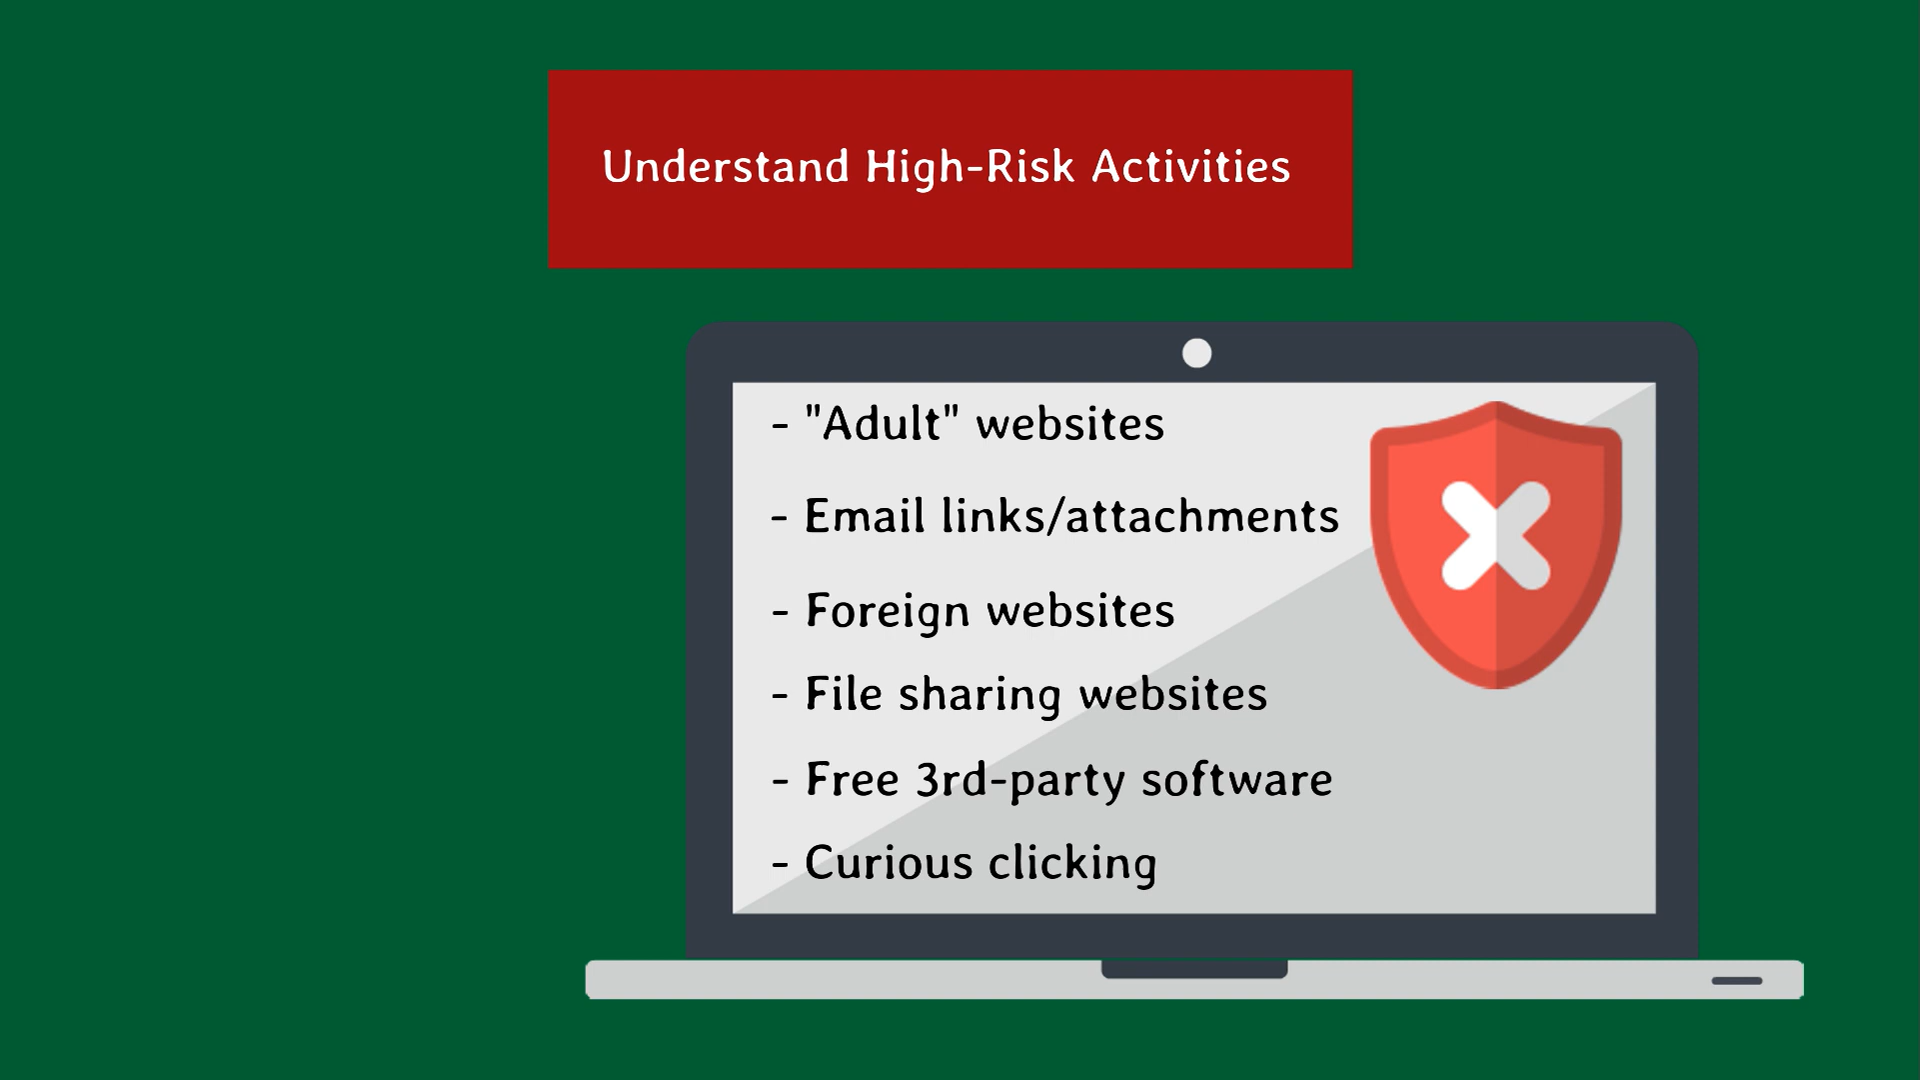 Understand High-Risk Activities
- "Adult" websites
- Email links/attachments
- Foreign websites
- File sharing websites
- Free 3rd-party software
- Curious clicking